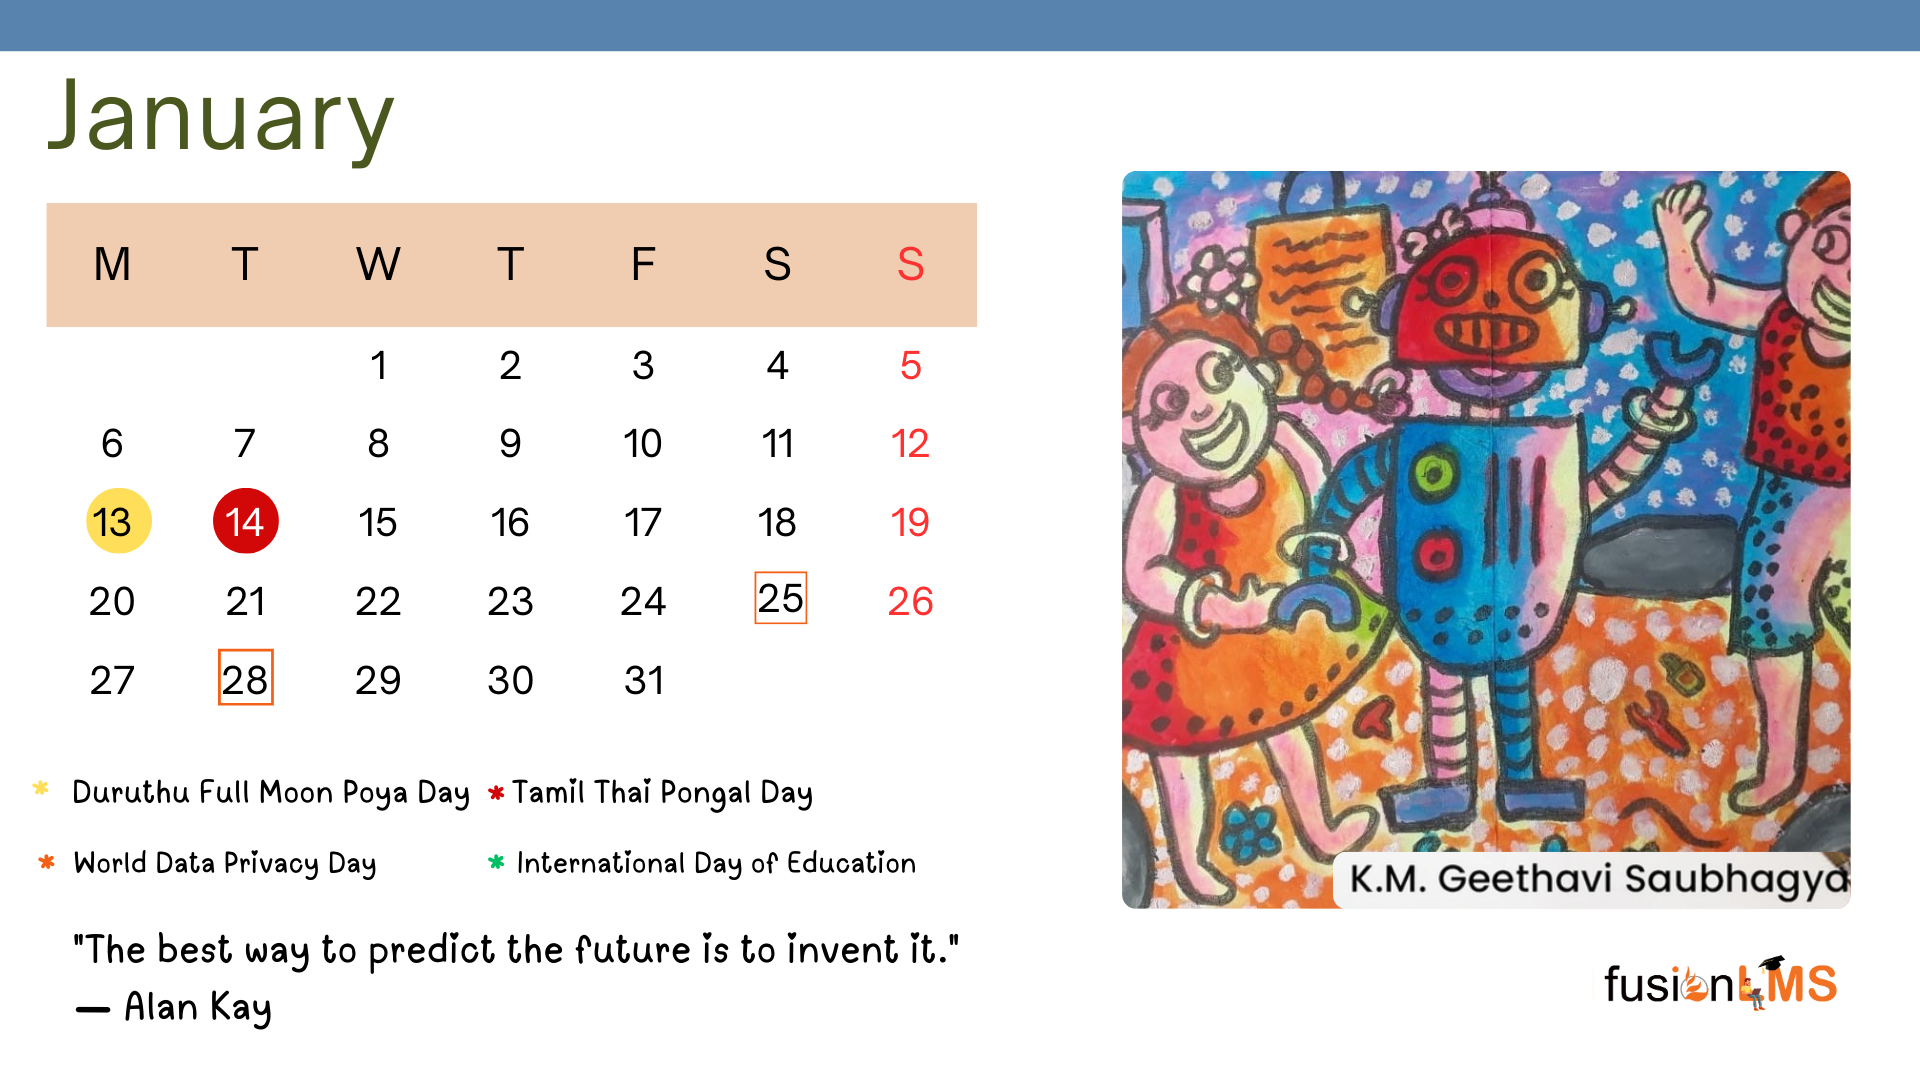 January
M T W T F S S
1 2 3 4 5
6 7 8 9 10 11 12
13 14 15 16 17 18 19
20 21 22 23 24 25 26
27 28 29 30 31
* Duruthu Full Moon Poya Day * Tamil Thai Pongal Day
* World Data Privacy Day * International Day of Education
"The best way to predict the future is to invent it."
— Alan Kay
K.M. Geethavi Saubhagya
fusionLMS